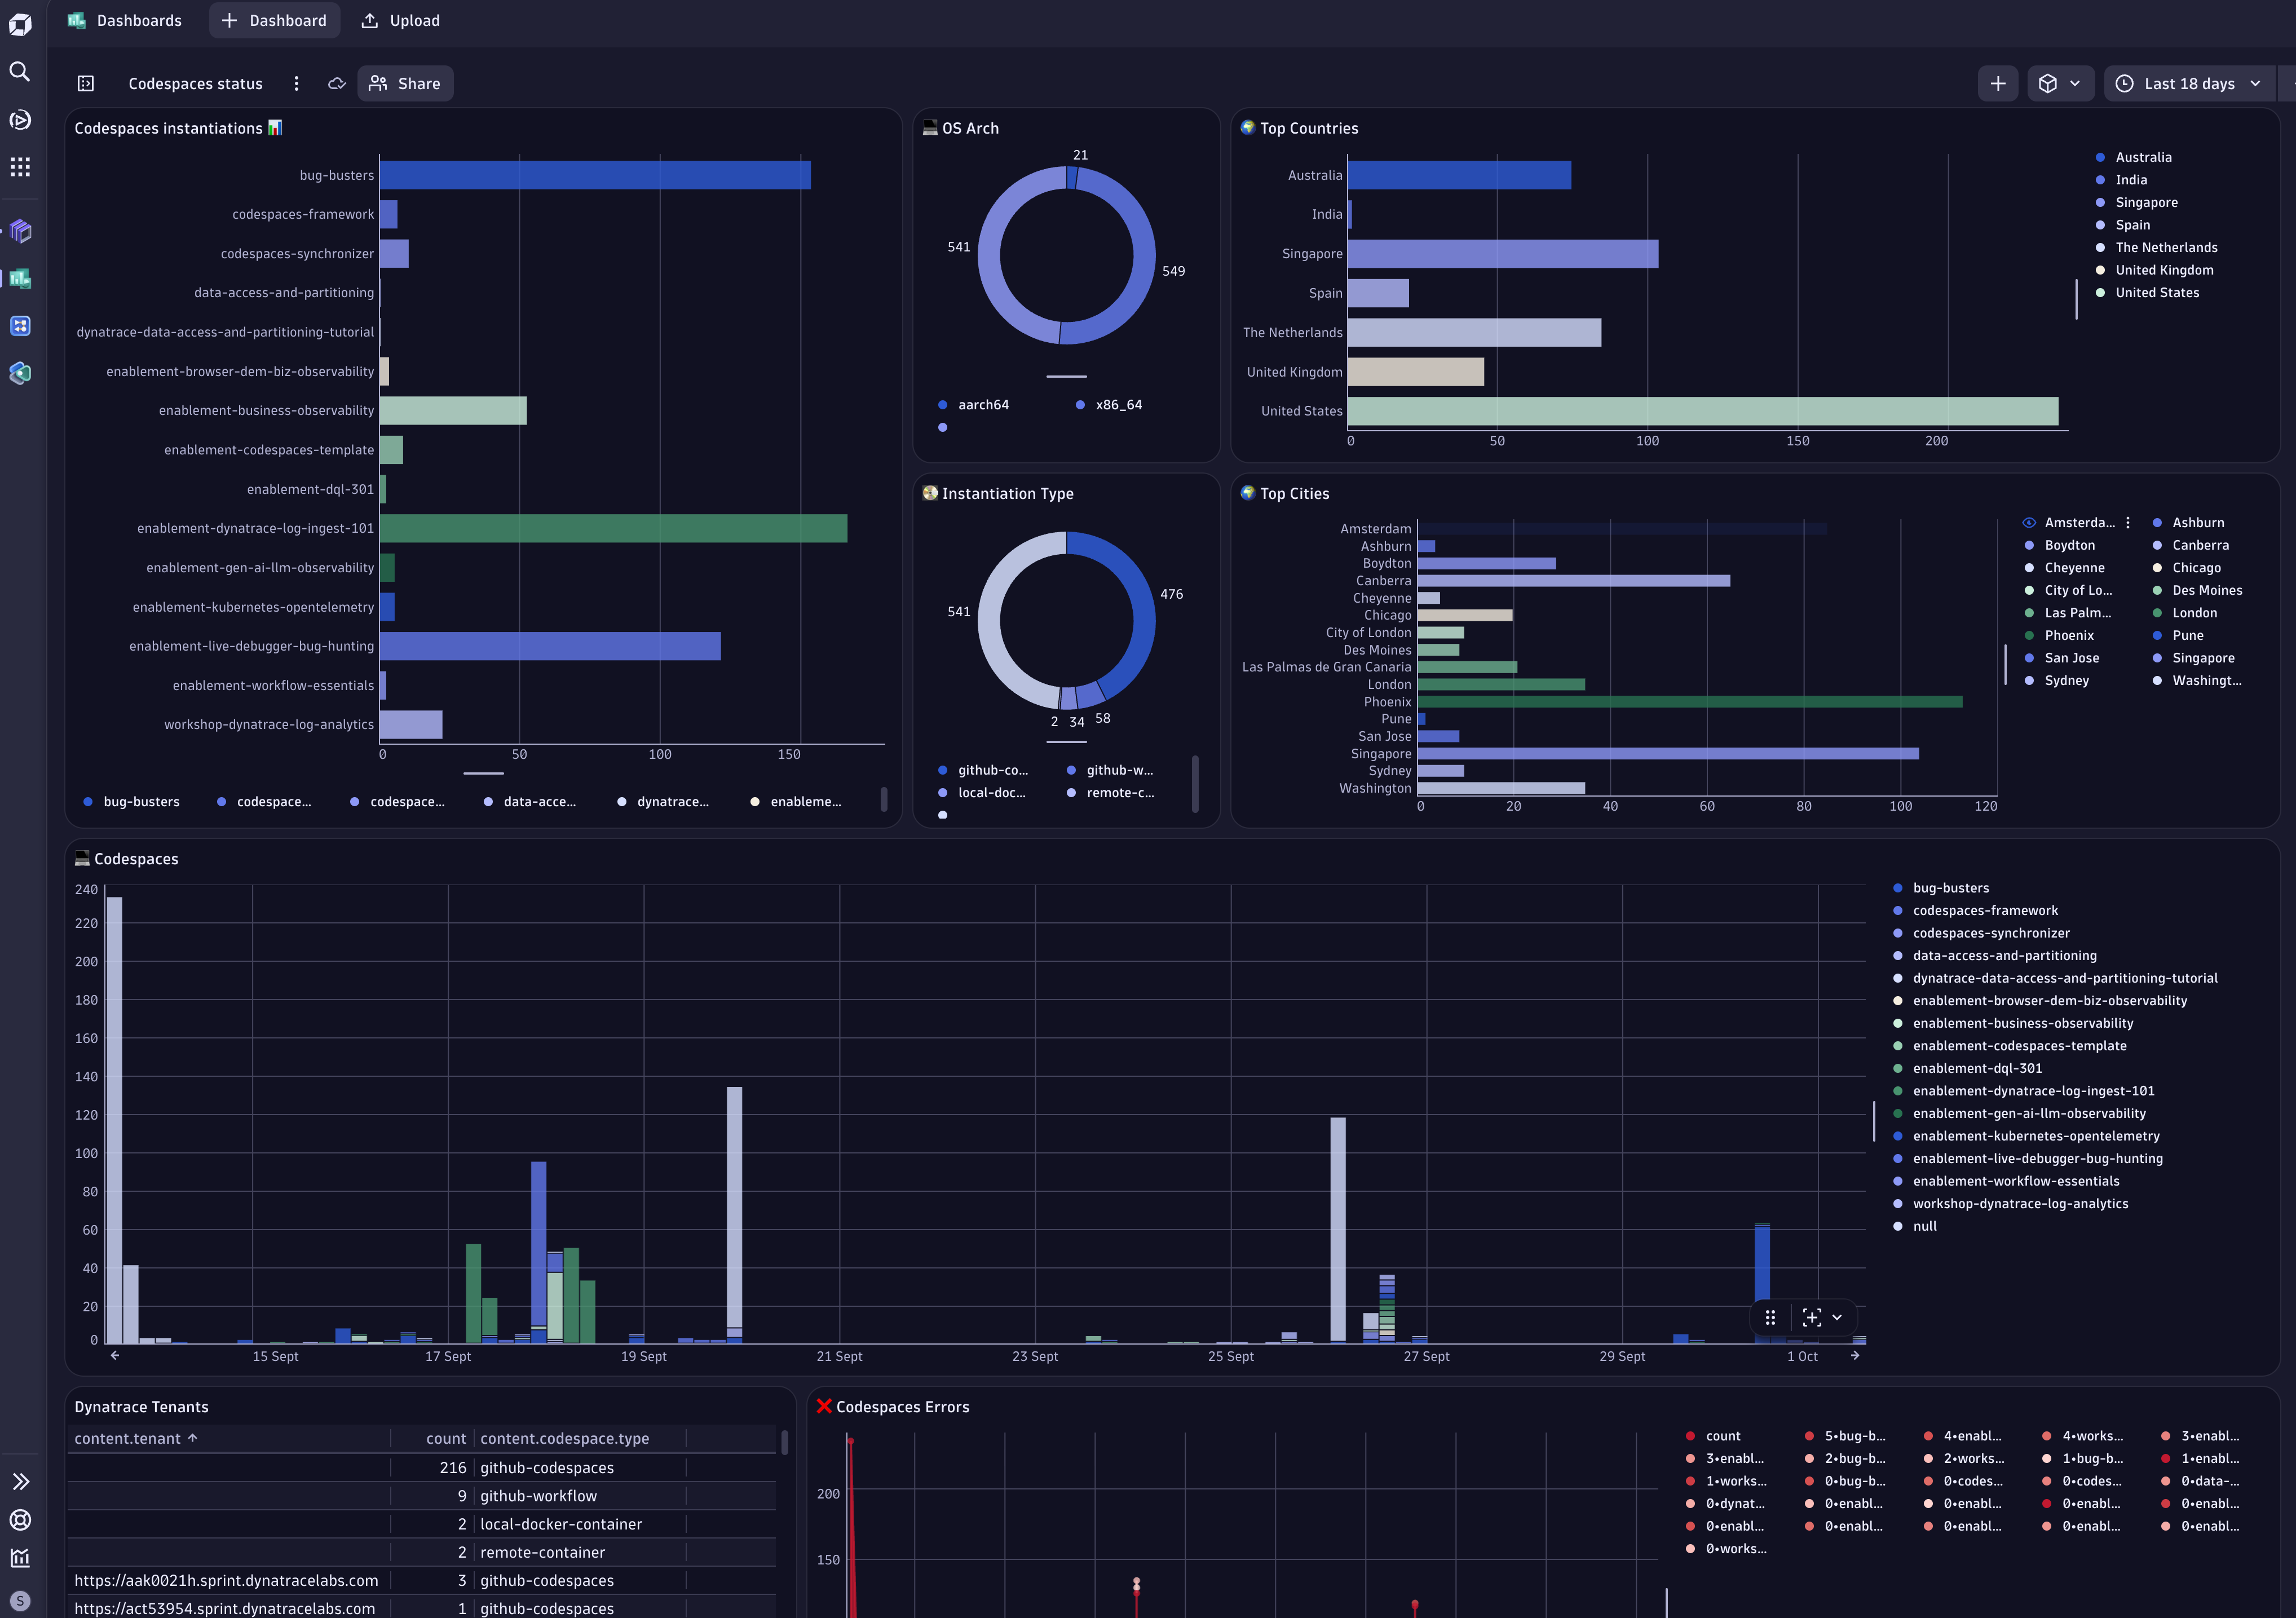 Dashboards
Dashboard
Upload
Codespaces status
Share
Last 18 days
Codespaces instantiations
bug-busters
codespaces-framework
codespaces-synchronizer
data-access-and-partitioning
dynatrace-data-access-and-partitioning-tutorial
enablement-browser-dem-biz-observability
enablement-business-observability
enablement-codespaces-template
enablement-dql-301
enablement-dynatrace-log-ingest-101
enablement-gen-ai-llm-observability
enablement-kubernetes-opentelemetry
enablement-live-debugger-bug-hunting
enablement-workflow-essentials
workshop-dynatrace-log-analytics
0 50 100 150
bug-busters codespace... codespace... data-acce... dynatrace... enableme...
OS Arch
21
541
549
aarch64 x86_64
Top Countries
Australia
India
Singapore
Spain
The Netherlands
United Kingdom
United States
0 50 100 150 200
Australia
India
Singapore
Spain
The Netherlands
United Kingdom
United States
Instantiation Type
476
541
2 34 58
github-co... github-w...
local-doc... remote-c...
Top Cities
Amsterdam
Ashburn
Boydton
Canberra
Cheyenne
Chicago
City of London
Des Moines
Las Palmas de Gran Canaria
London
Phoenix
Pune
San Jose
Singapore
Sydney
Washington
0 20 40 60 80 100 120
Amsterda... Ashburn
Boydton Canberra
Cheyenne Chicago
City of Lo... Des Moines
Las Palm... London
Phoenix Pune
San Jose Singapore
Sydney Washingt...
Codespaces
240
220
200
180
160
140
120
100
80
60
40
20
0
15 Sept 17 Sept 19 Sept 21 Sept 23 Sept 25 Sept 27 Sept 29 Sept 1 Oct
bug-busters
codespaces-framework
codespaces-synchronizer
data-access-and-partitioning
dynatrace-data-access-and-partitioning-tutorial
enablement-browser-dem-biz-observability
enablement-business-observability
enablement-codespaces-template
enablement-dql-301
enablement-dynatrace-log-ingest-101
enablement-gen-ai-llm-observability
enablement-kubernetes-opentelemetry
enablement-live-debugger-bug-hunting
enablement-workflow-essentials
workshop-dynatrace-log-analytics
null
Dynatrace Tenants
content.tenant count content.codespace.type
216 github-codespaces
9 github-workflow
2 local-docker-container
2 remote-container
https://aak0021h.sprint.dynatracelabs.com 3 github-codespaces
https://act53954.sprint.dynatracelabs.com 1 github-codespaces
Codespaces Errors
200
150
count 5•bug-b... 4•enabl... 4•works... 3•enabl...
3•enabl... 2•bug-b... 2•works... 1•bug-b... 1•enabl...
1•works... 0•bug-b... 0•codes... 0•codes... 0•data-...
0•dynat... 0•enabl... 0•enabl... 0•enabl... 0•enabl...
0•enabl... 0•enabl... 0•enabl... 0•enabl... 0•enabl...
0•works...
S